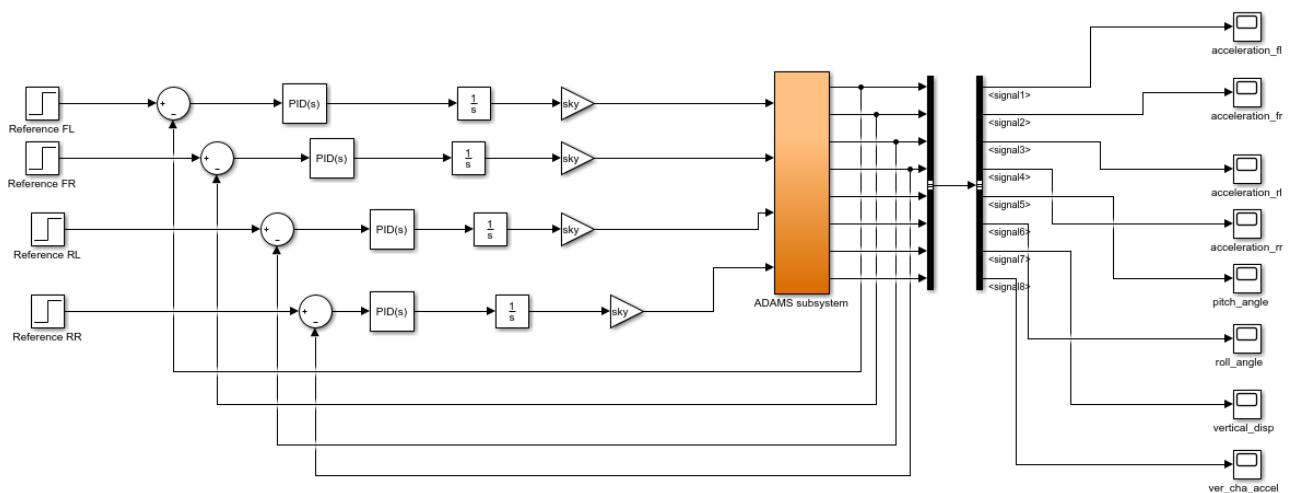 acceleration_fl
+
−
PID(s)
1
s
sky
Reference FL
<signal1>
acceleration_fr
<signal2>
+
−
PID(s)
1
s
sky
Reference FR
<signal3>
acceleration_rl
<signal4>
+
−
PID(s)
1
s
sky
Reference RL
<signal5>
acceleration_rr
<signal6>
<signal7>
<signal8>
pitch_angle
ADAMS subsystem
+
−
PID(s)
1
s
sky
Reference RR
roll_angle
vertical_disp
ver_cha_accel